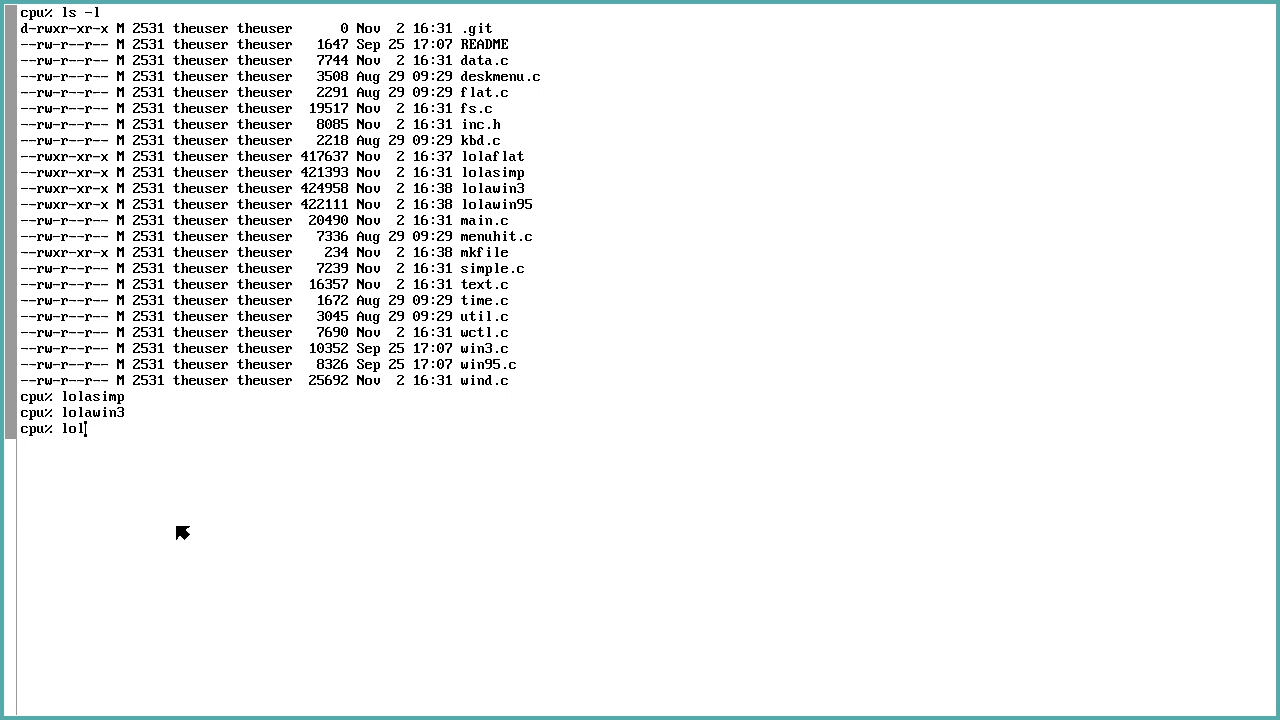 cpu% ls -l
d-rwxr-xr-x M 2531 theuser theuser      0 Nov  2 16:31 .git
--rw-r--r-- M 2531 theuser theuser   1647 Sep 25 17:07 README
--rw-r--r-- M 2531 theuser theuser   7744 Nov  2 16:31 data.c
--rw-r--r-- M 2531 theuser theuser   3508 Aug 29 09:29 deskmenu.c
--rw-r--r-- M 2531 theuser theuser   2291 Aug 29 09:29 flat.c
--rw-r--r-- M 2531 theuser theuser  19517 Nov  2 16:31 fs.c
--rw-r--r-- M 2531 theuser theuser   8085 Nov  2 16:31 inc.h
--rw-r--r-- M 2531 theuser theuser   2218 Aug 29 09:29 kbd.c
--rwxr-xr-x M 2531 theuser theuser 417637 Nov  2 16:37 lolaflat
--rwxr-xr-x M 2531 theuser theuser 421393 Nov  2 16:31 lolasimp
--rwxr-xr-x M 2531 theuser theuser 424958 Nov  2 16:38 lolawin3
--rwxr-xr-x M 2531 theuser theuser 422111 Nov  2 16:38 lolawin95
--rw-r--r-- M 2531 theuser theuser  20490 Nov  2 16:31 main.c
--rw-r--r-- M 2531 theuser theuser   7336 Aug 29 09:29 menuhit.c
--rwxr-xr-x M 2531 theuser theuser    234 Nov  2 16:38 mkfile
--rw-r--r-- M 2531 theuser theuser   7239 Nov  2 16:31 simple.c
--rw-r--r-- M 2531 theuser theuser  16357 Nov  2 16:31 text.c
--rw-r--r-- M 2531 theuser theuser   1672 Aug 29 09:29 time.c
--rw-r--r-- M 2531 theuser theuser   3045 Aug 29 09:29 util.c
--rw-r--r-- M 2531 theuser theuser   7690 Nov  2 16:31 wctl.c
--rw-r--r-- M 2531 theuser theuser  10352 Sep 25 17:07 win3.c
--rw-r--r-- M 2531 theuser theuser   8326 Sep 25 17:07 win95.c
--rw-r--r-- M 2531 theuser theuser  25692 Nov  2 16:31 wind.c
cpu% lolasimp
cpu% lolawin3
cpu% lol